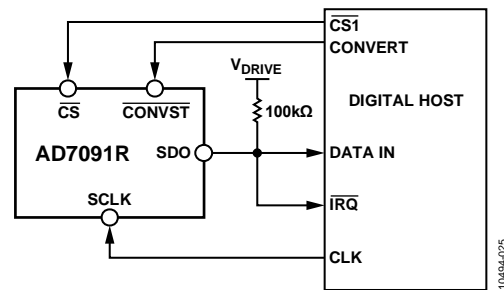 CS1
CONVERT
VDRIVE
100kΩ
DIGITAL HOST
CS
CONVST
AD7091R
SDO
DATA IN
SCLK
IRQ
CLK
10494-025